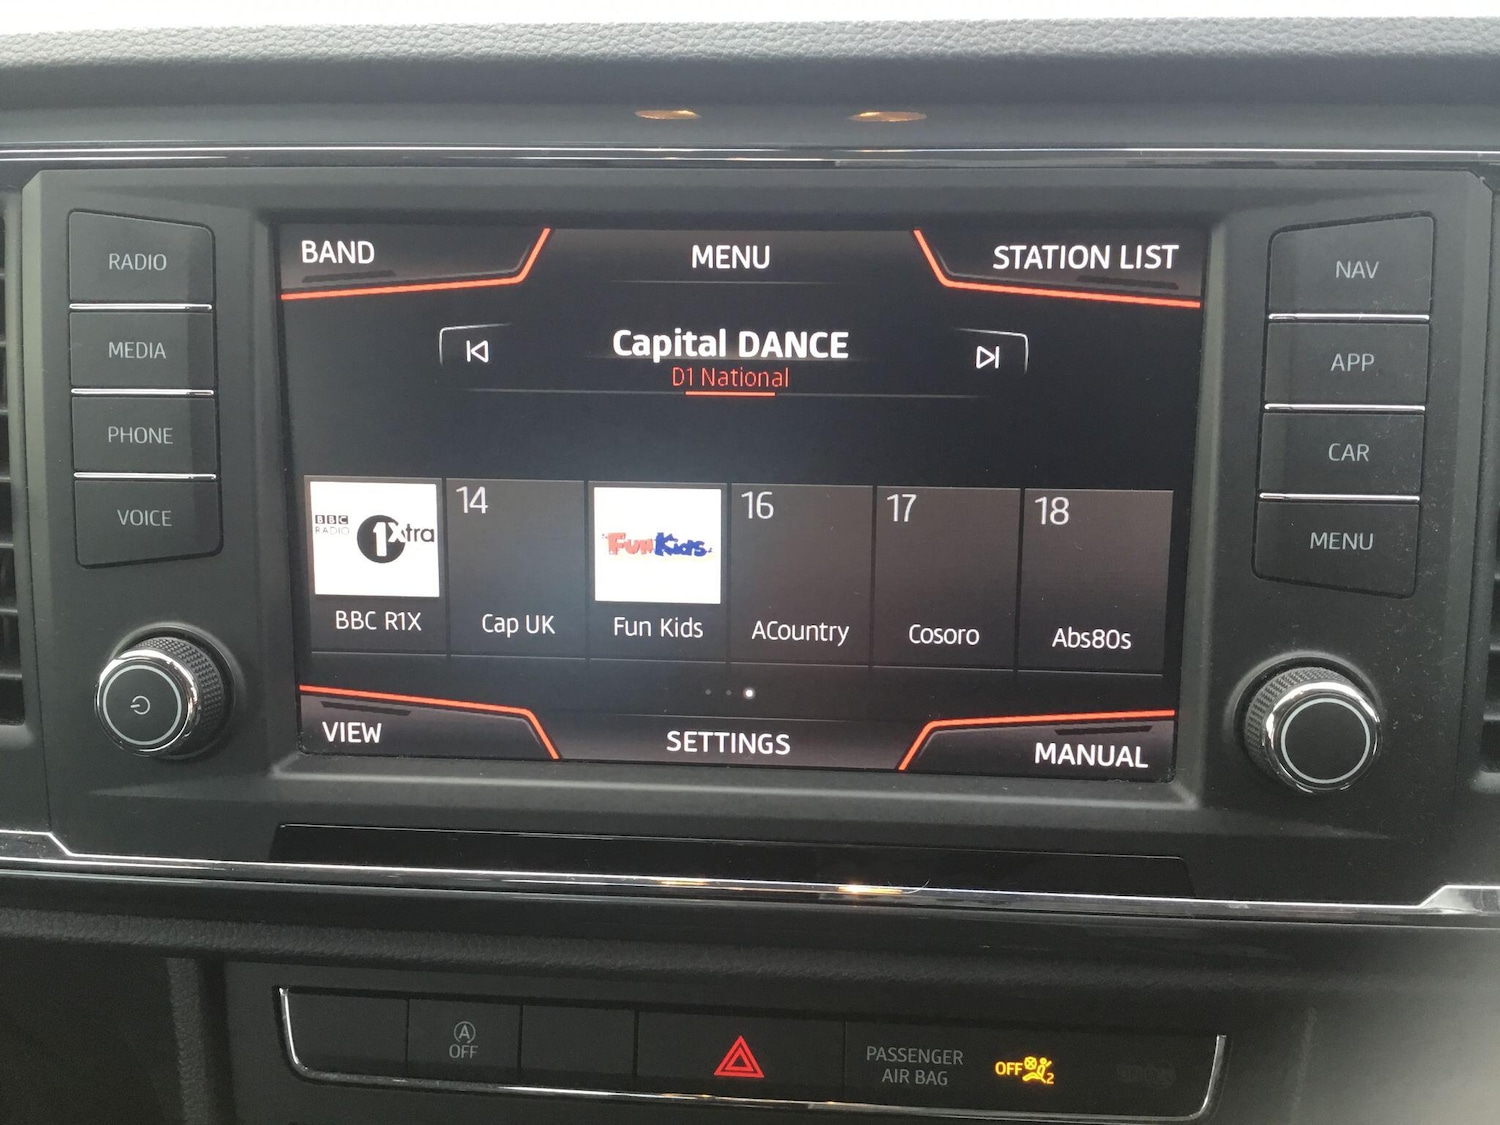 BAND MENU STATION LIST
RADIO
MEDIA
PHONE
VOICE
NAV
APP
CAR
MENU
Capital DANCE
D1 National
BBC
RADIO
1Xtra
BBC R1X
14
Cap UK
Fun Kids
Fun Kids
16
ACountry
17
Cosoro
18
Abs80s
VIEW SETTINGS MANUAL
A
OFF
PASSENGER
AIR BAG
OFF
2